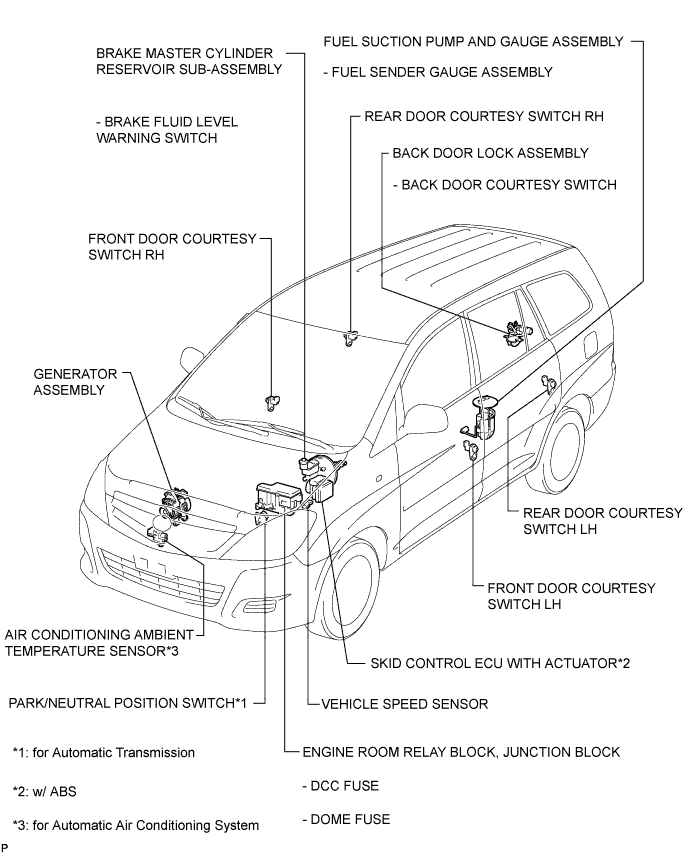 BRAKE MASTER CYLINDER
RESERVOIR SUB-ASSEMBLY
- BRAKE FLUID LEVEL
WARNING SWITCH
FUEL SUCTION PUMP AND GAUGE ASSEMBLY
- FUEL SENDER GAUGE ASSEMBLY
REAR DOOR COURTESY SWITCH RH
BACK DOOR LOCK ASSEMBLY
- BACK DOOR COURTESY SWITCH
FRONT DOOR COURTESY
SWITCH RH
GENERATOR
ASSEMBLY
REAR DOOR COURTESY
SWITCH LH
FRONT DOOR COURTESY
SWITCH LH
AIR CONDITIONING AMBIENT
TEMPERATURE SENSOR*3
SKID CONTROL ECU WITH ACTUATOR*2
PARK/NEUTRAL POSITION SWITCH*1
VEHICLE SPEED SENSOR
*1: for Automatic Transmission
ENGINE ROOM RELAY BLOCK, JUNCTION BLOCK
- DCC FUSE
*2: w/ ABS
- DOME FUSE
*3: for Automatic Air Conditioning System
P